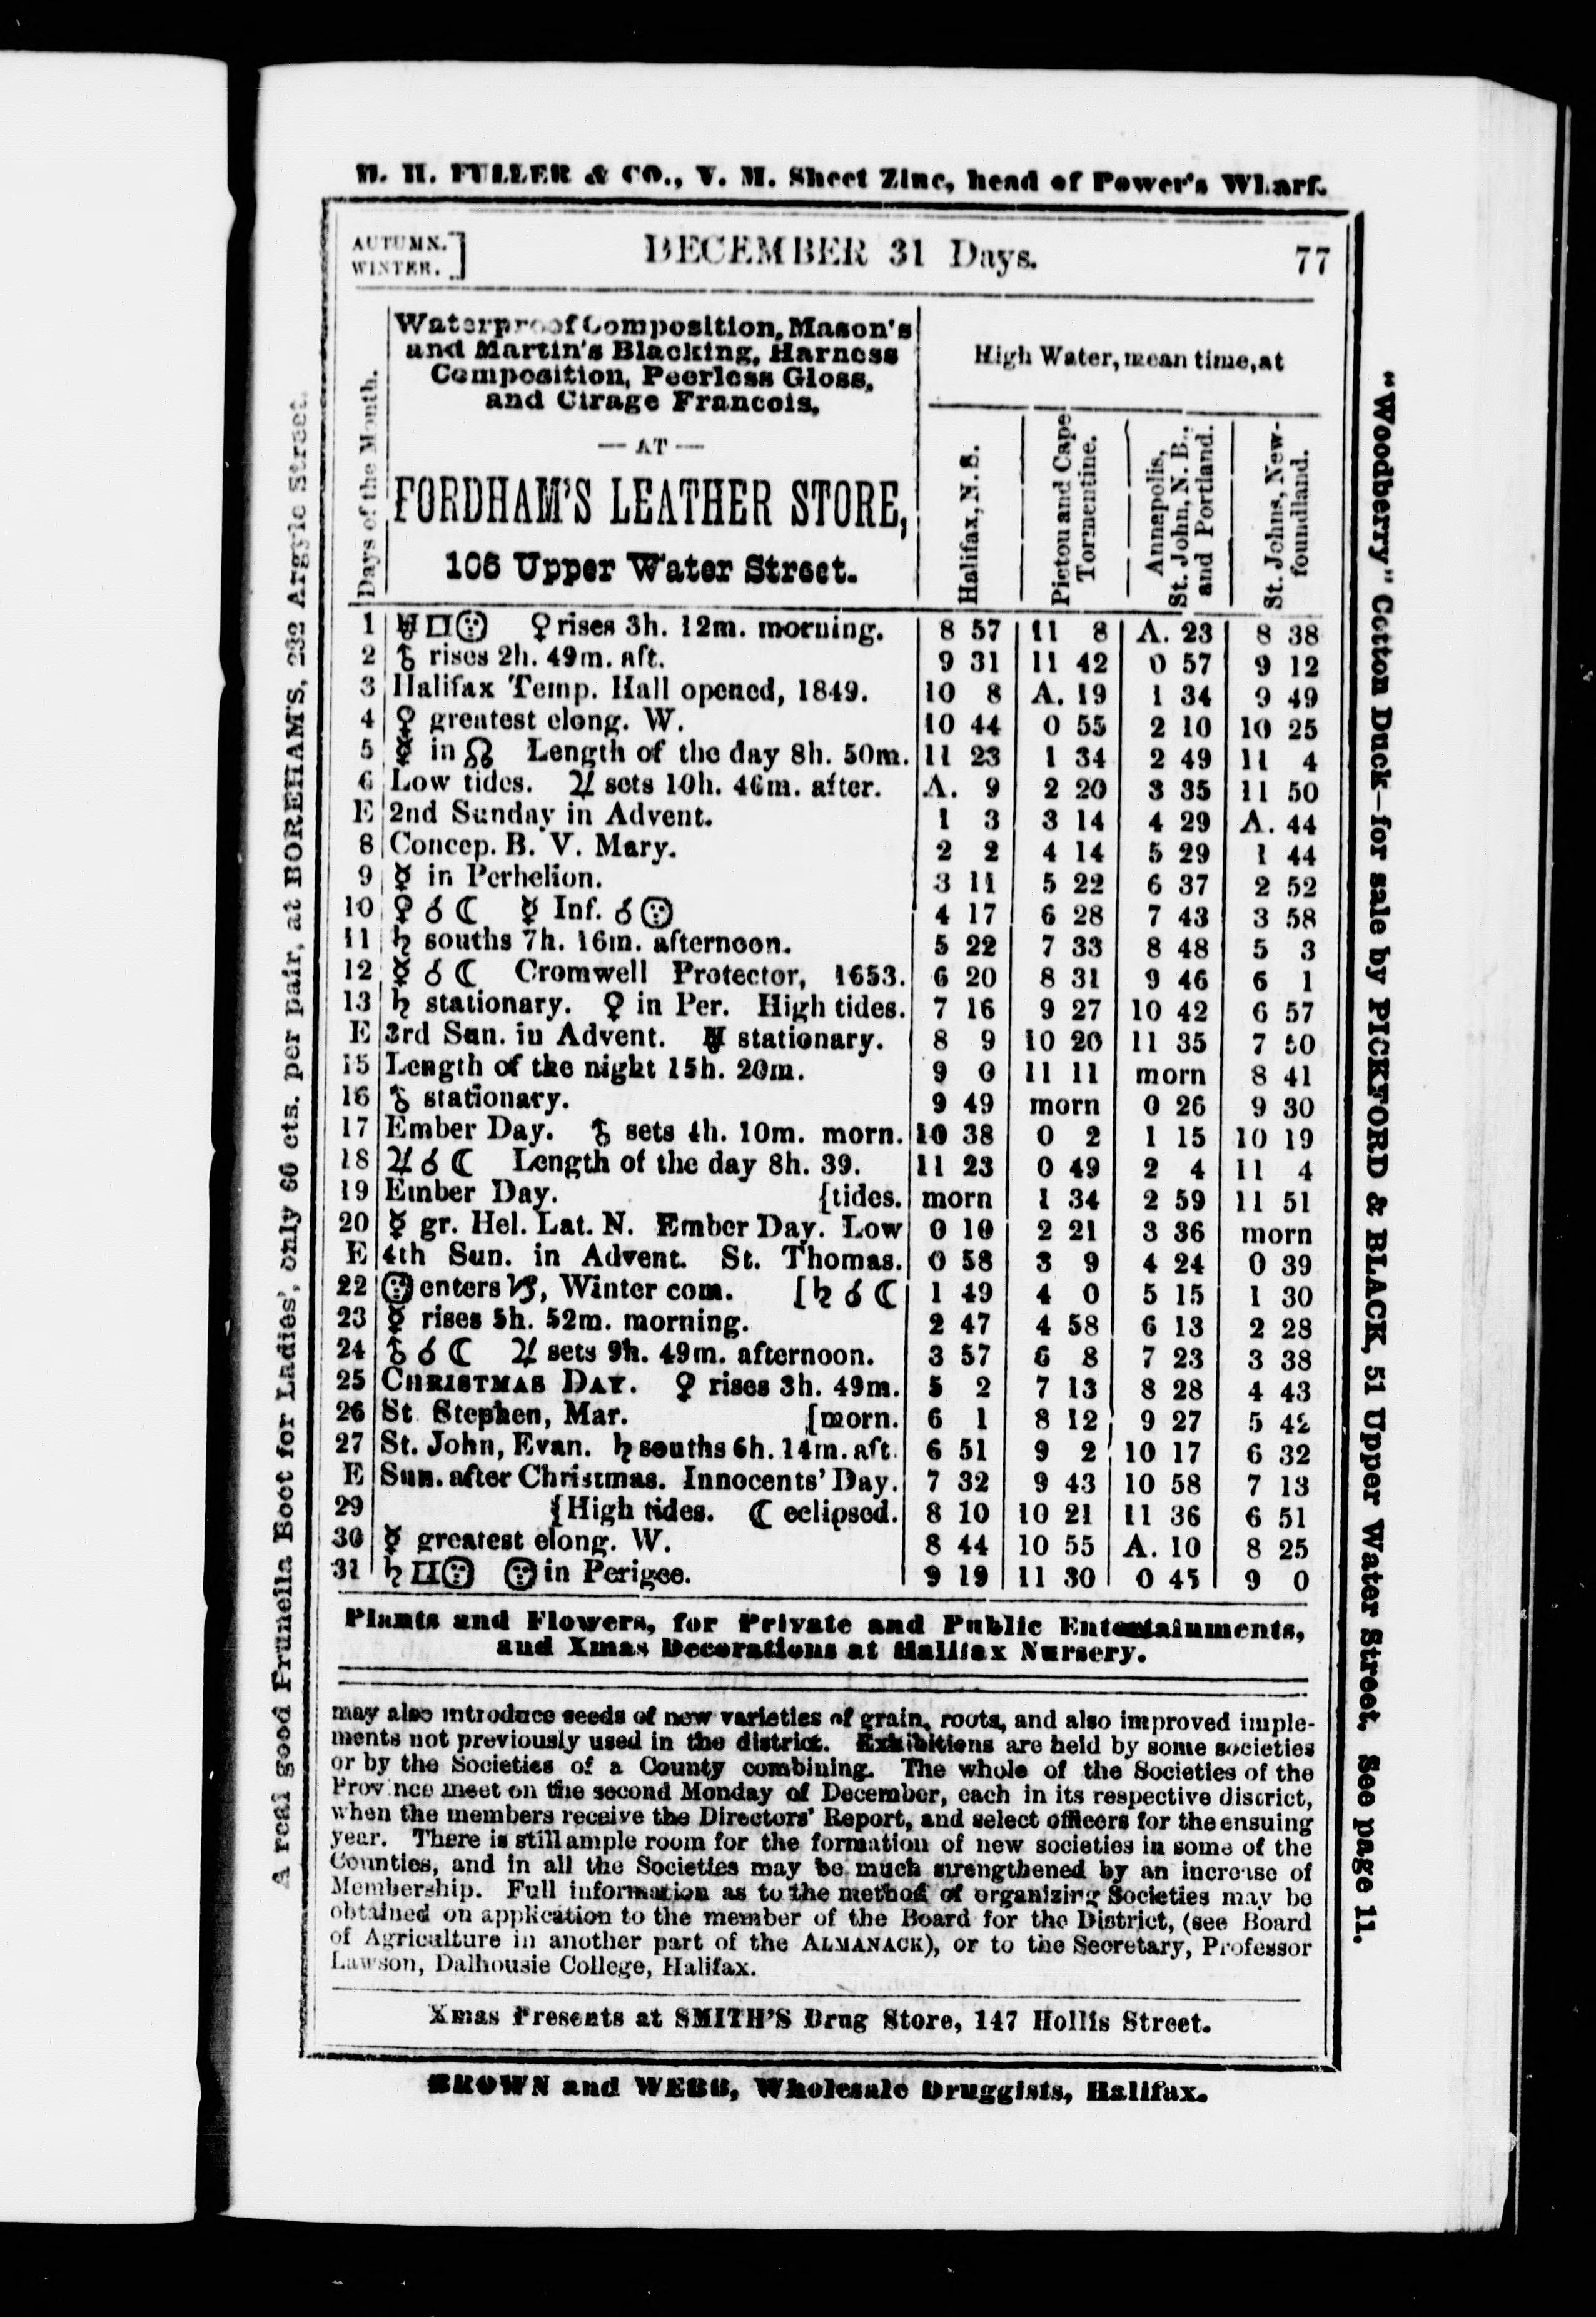 W. H. FULLER & CO., V. M. Sheet Zinc, head of Power's Wharf.
AUTUMN.
WINTER. ]
DECEMBER 31 Days.
77
Days of the Month.
Waterproof Composition, Mason's
and Martin's Blacking, Harness
Composition, Peerless Gloss,
and Cirage Francois,
— AT —
FORDHAM'S LEATHER STORE,
106 Upper Water Street.
High Water, mean time, at
Halifax, N. S.
Pictou and Cape
Tormentine.
Annapolis,
St. John, N. B.,
and Portland.
St. Johns, New-
foundland.
1 ♅ □ ☉ ♀ rises 3h. 12m. morning. 8 57 11 8 A. 23 8 38
2 ♂ rises 2h. 49m. aft. 9 31 11 42 0 57 9 12
3 Halifax Temp. Hall opened, 1849. 10 8 A. 19 1 34 9 49
4 ♀ greatest elong. W. 10 44 0 55 2 10 10 25
5 ☿ in ☊ Length of the day 8h. 50m. 11 23 1 34 2 49 11 4
6 Low tides. ♃ sets 10h. 46m. after. A. 9 2 20 3 35 11 50
E 2nd Sunday in Advent. 1 3 3 14 4 29 A. 44
8 Concep. B. V. Mary. 2 2 4 14 5 29 1 44
9 ☿ in Perhelion. 3 11 5 22 6 37 2 52
10 ♀ ☌ ☾ ☿ Inf. ☌ ☉ 4 17 6 28 7 43 3 58
11 ♄ souths 7h. 16m. afternoon. 5 22 7 33 8 48 5 3
12 ☿ ☌ ☾ Cromwell Protector, 1653. 6 20 8 31 9 46 6 1
13 ♄ stationary. ♀ in Per. High tides. 7 16 9 27 10 42 6 57
E 3rd Sun. in Advent. ♅ stationary. 8 9 10 20 11 35 7 50
15 Length of the night 15h. 20m. 9 0 11 11 morn 8 41
16 ♂ stationary. 9 49 morn 0 26 9 30
17 Ember Day. ♂ sets 4h. 10m. morn. 10 38 0 2 1 15 10 19
18 ♃ ☌ ☾ Length of the day 8h. 39. 11 23 0 49 2 4 11 4
19 Ember Day. [tides. morn 1 34 2 59 11 51
20 ☿ gr. Hel. Lat. N. Ember Day. Low 0 10 2 21 3 36 morn
E 4th Sun. in Advent. St. Thomas. 0 58 3 9 4 24 0 39
22 ☉ enters ♑, Winter com. [♄ ☌ ☾ 1 49 4 0 5 15 1 30
23 ☿ rises 5h. 52m. morning. 2 47 4 58 6 13 2 28
24 ♂ ☌ ☾ ♃ sets 9h. 49m. afternoon. 3 57 6 8 7 23 3 38
25 CHRISTMAS DAY. ♀ rises 3h. 49m. 5 2 7 13 8 28 4 43
26 St. Stephen, Mar. [morn. 6 1 8 12 9 27 5 42
27 St. John, Evan. ♄ souths 6h. 14m. aft. 6 51 9 2 10 17 6 32
E Sun. after Christmas. Innocents' Day. 7 32 9 43 10 58 7 13
29 [High tides. ☾ eclipsed. 8 10 10 21 11 36 6 51
30 ☿ greatest elong. W. 8 44 10 55 A. 10 8 25
31 ♄ □ ☉ ☉ in Perigee. 9 19 11 30 0 45 9 0
Plants and Flowers, for Private and Public Entertainments,
and Xmas Decorations at Halifax Nursery.
may also introduce seeds of new varieties of grain, roots, and also improved imple-
ments not previously used in the district. Exhibitions are held by some societies
or by the Societies of a County combining. The whole of the Societies of the
Prov nce meet on the second Monday of December, each in its respective district,
when the members receive the Directors' Report, and select officers for the ensuing
year. There is still ample room for the formation of new societies in some of the
Counties, and in all the Societies may be much strengthened by an increase of
Membership. Full information as to the method of organizing Societies may be
obtained on application to the member of the Board for the District, (see Board
of Agriculture in another part of the ALMANACK), or to the Secretary, Professor
Lawson, Dalhousie College, Halifax.
Xmas Presents at SMITH'S Drug Store, 147 Hollis Street.
BROWN and WEBB, Wholesale Druggists, Halifax.
A real good Prunella Boot for Ladies', only 60 cts. per pair, at BOREHAM'S, 232 Argyle Street.
"Woodberry" Cotton Duck—for sale by PICKFORD & BLACK, 51 Upper Water Street. See page 11.